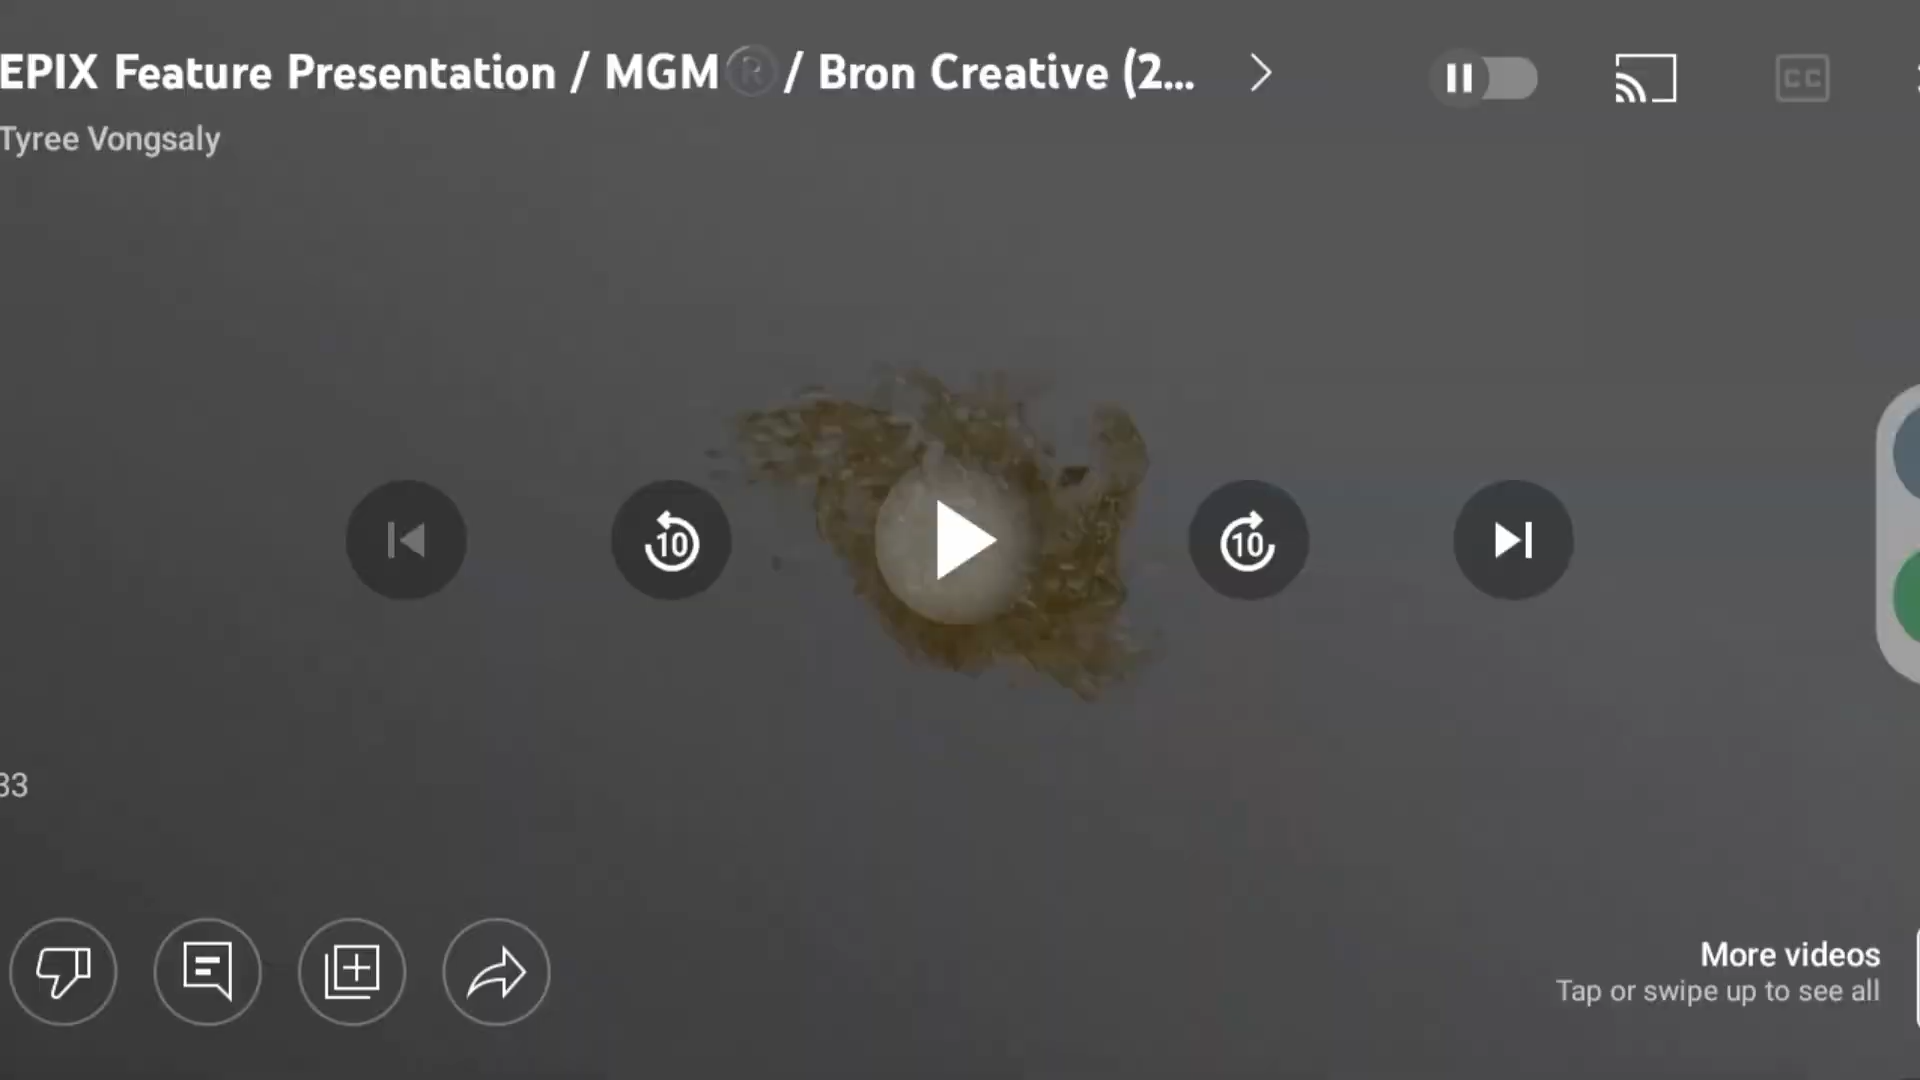 EPIX Feature Presentation / MGM® / Bron Creative (2...
CC
Tyree Vongsaly
10
10
33
More videos
Tap or swipe up to see all